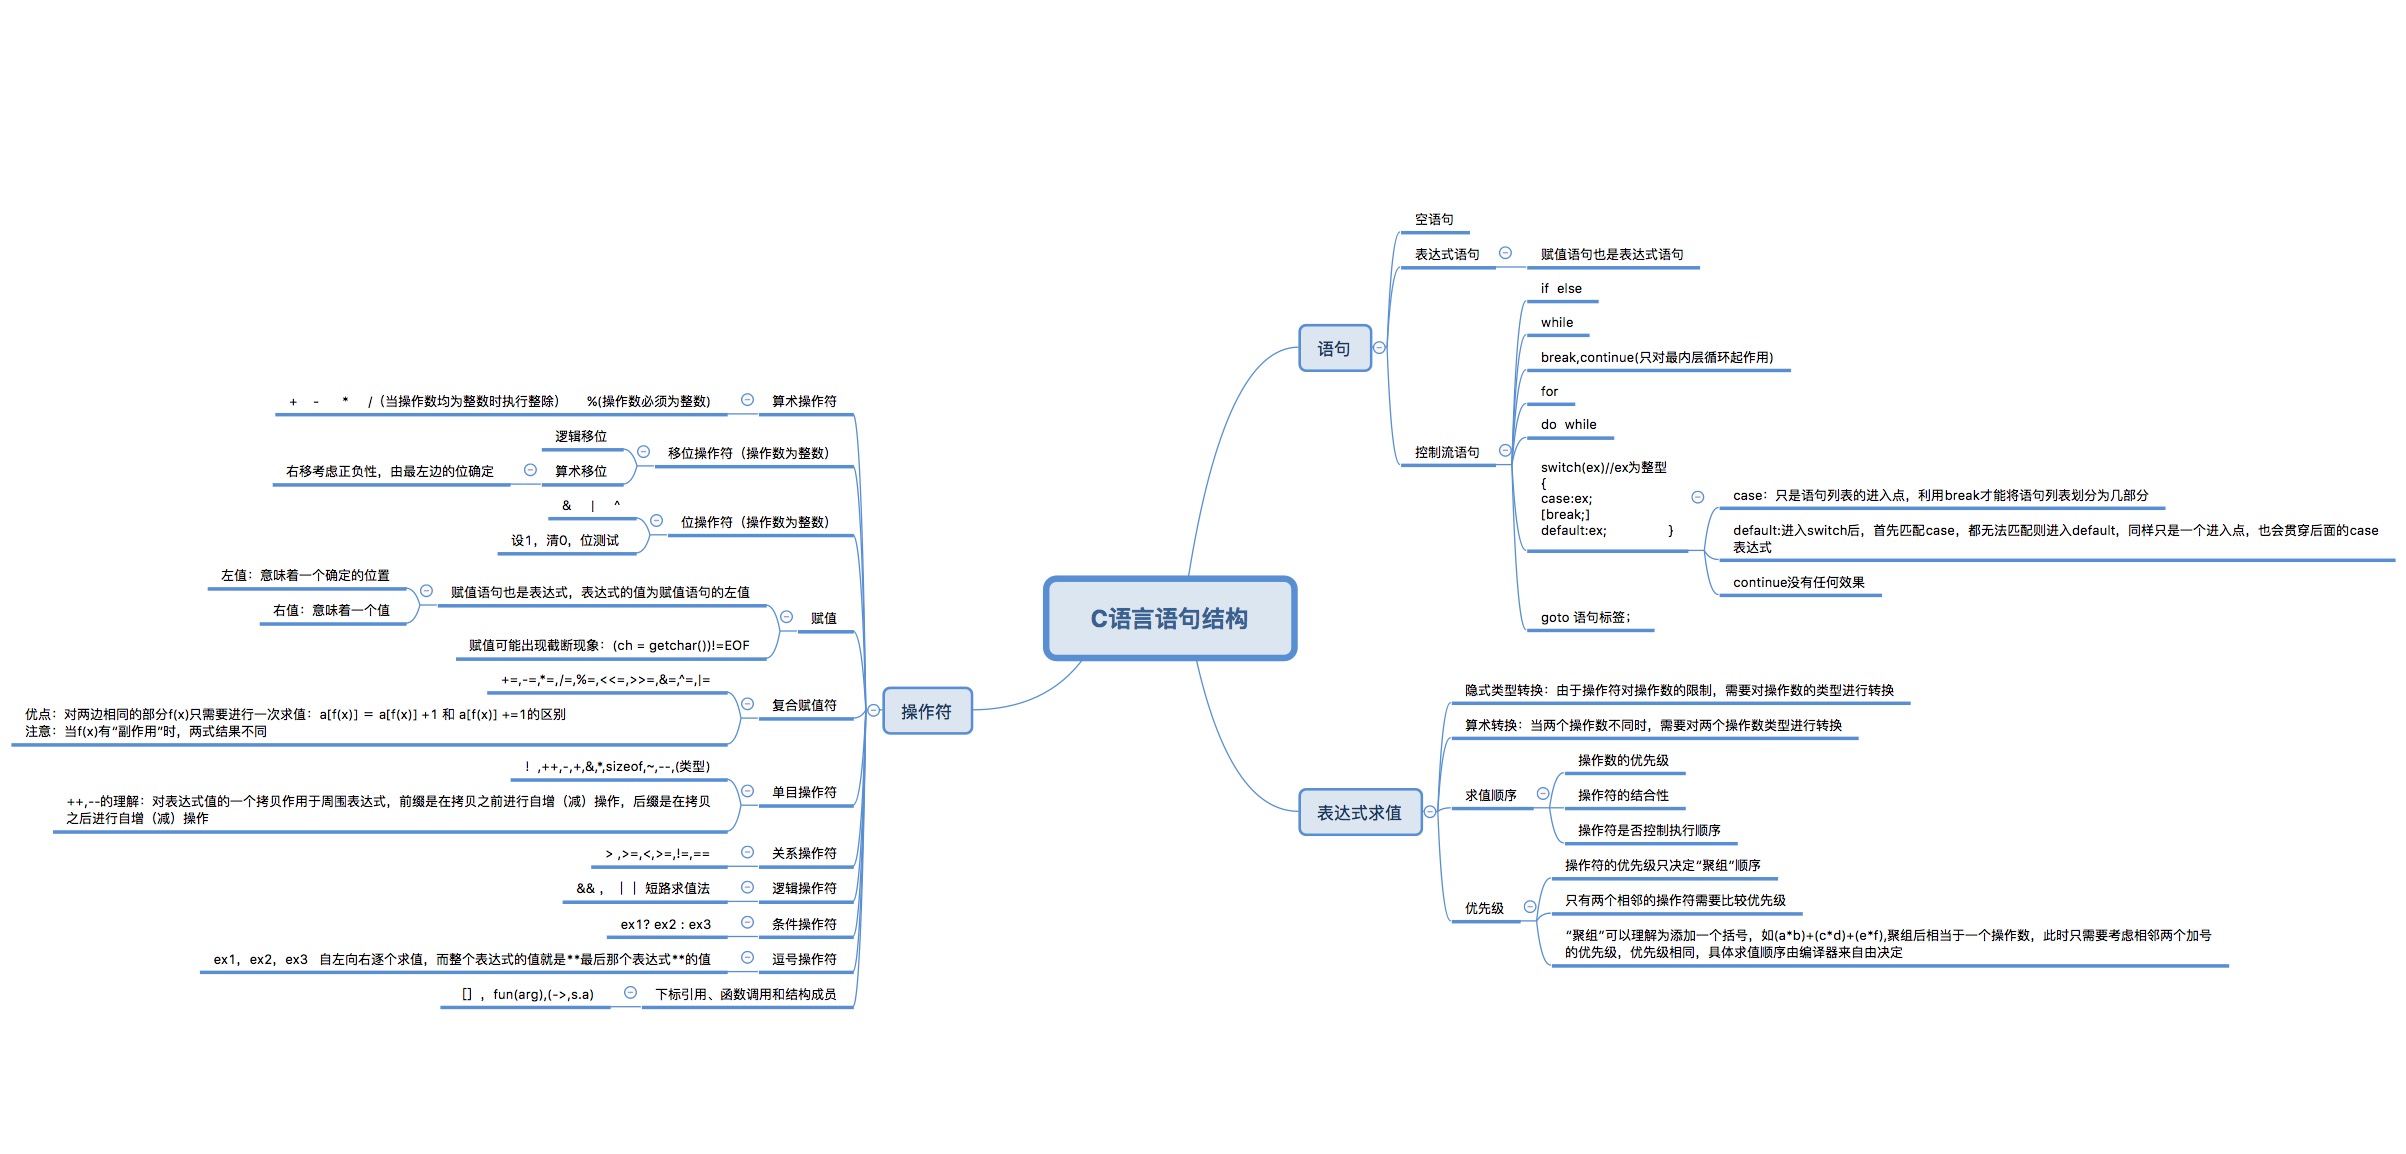 C语言语句结构
语句
空语句
表达式语句
赋值语句也是表达式语句
控制流语句
if  else
while
break,continue(只对最内层循环起作用)
for
do  while
switch(ex)//ex为整型
{
case:ex;
[break;]
default:ex;                }
case：只是语句列表的进入点，利用break才能将语句列表划分为几部分
default:进入switch后，首先匹配case，都无法匹配则进入default，同样只是一个进入点，也会贯穿后面的case
表达式
continue没有任何效果
goto 语句标签；
表达式求值
隐式类型转换：由于操作符对操作数的限制，需要对操作数的类型进行转换
算术转换：当两个操作数不同时，需要对两个操作数类型进行转换
求值顺序
操作数的优先级
操作符的结合性
操作符是否控制执行顺序
优先级
操作符的优先级只决定“聚组”顺序
只有两个相邻的操作符需要比较优先级
“聚组”可以理解为添加一个括号，如(a*b)+(c*d)+(e*f),聚组后相当于一个操作数，此时只需要考虑相邻两个加号
的优先级，优先级相同，具体求值顺序由编译器来自由决定
操作符
算术操作符
+    -      *     /（当操作数均为整数时执行整除）      %(操作数必须为整数)
移位操作符（操作数为整数）
逻辑移位
算术移位
右移考虑正负性，由最左边的位确定
位操作符（操作数为整数）
&     |     ^
设1，清0，位测试
赋值
赋值语句也是表达式，表达式的值为赋值语句的左值
左值：意味着一个确定的位置
右值：意味着一个值
赋值可能出现截断现象：(ch = getchar())!=EOF
复合赋值符
+=,-=,*=,/=,%=,<<=,>>=,&=,^=,|=
优点：对两边相同的部分f(x)只需要进行一次求值：a[f(x)] = a[f(x)] +1 和 a[f(x)] +=1的区别
注意：当f(x)有“副作用”时，两式结果不同
单目操作符
！,++,-,+,&,*,sizeof,~,--,(类型)
++,--的理解：对表达式值的一个拷贝作用于周围表达式，前缀是在拷贝之前进行自增（减）操作，后缀是在拷贝
之后进行自增（减）操作
关系操作符
> ,>=,<,>=,!=,==
逻辑操作符
&& ，｜｜ 短路求值法
条件操作符
ex1? ex2 : ex3
逗号操作符
ex1，ex2，ex3   自左向右逐个求值，而整个表达式的值就是**最后那个表达式**的值
下标引用、函数调用和结构成员
[]  ，fun(arg),(->,s.a)